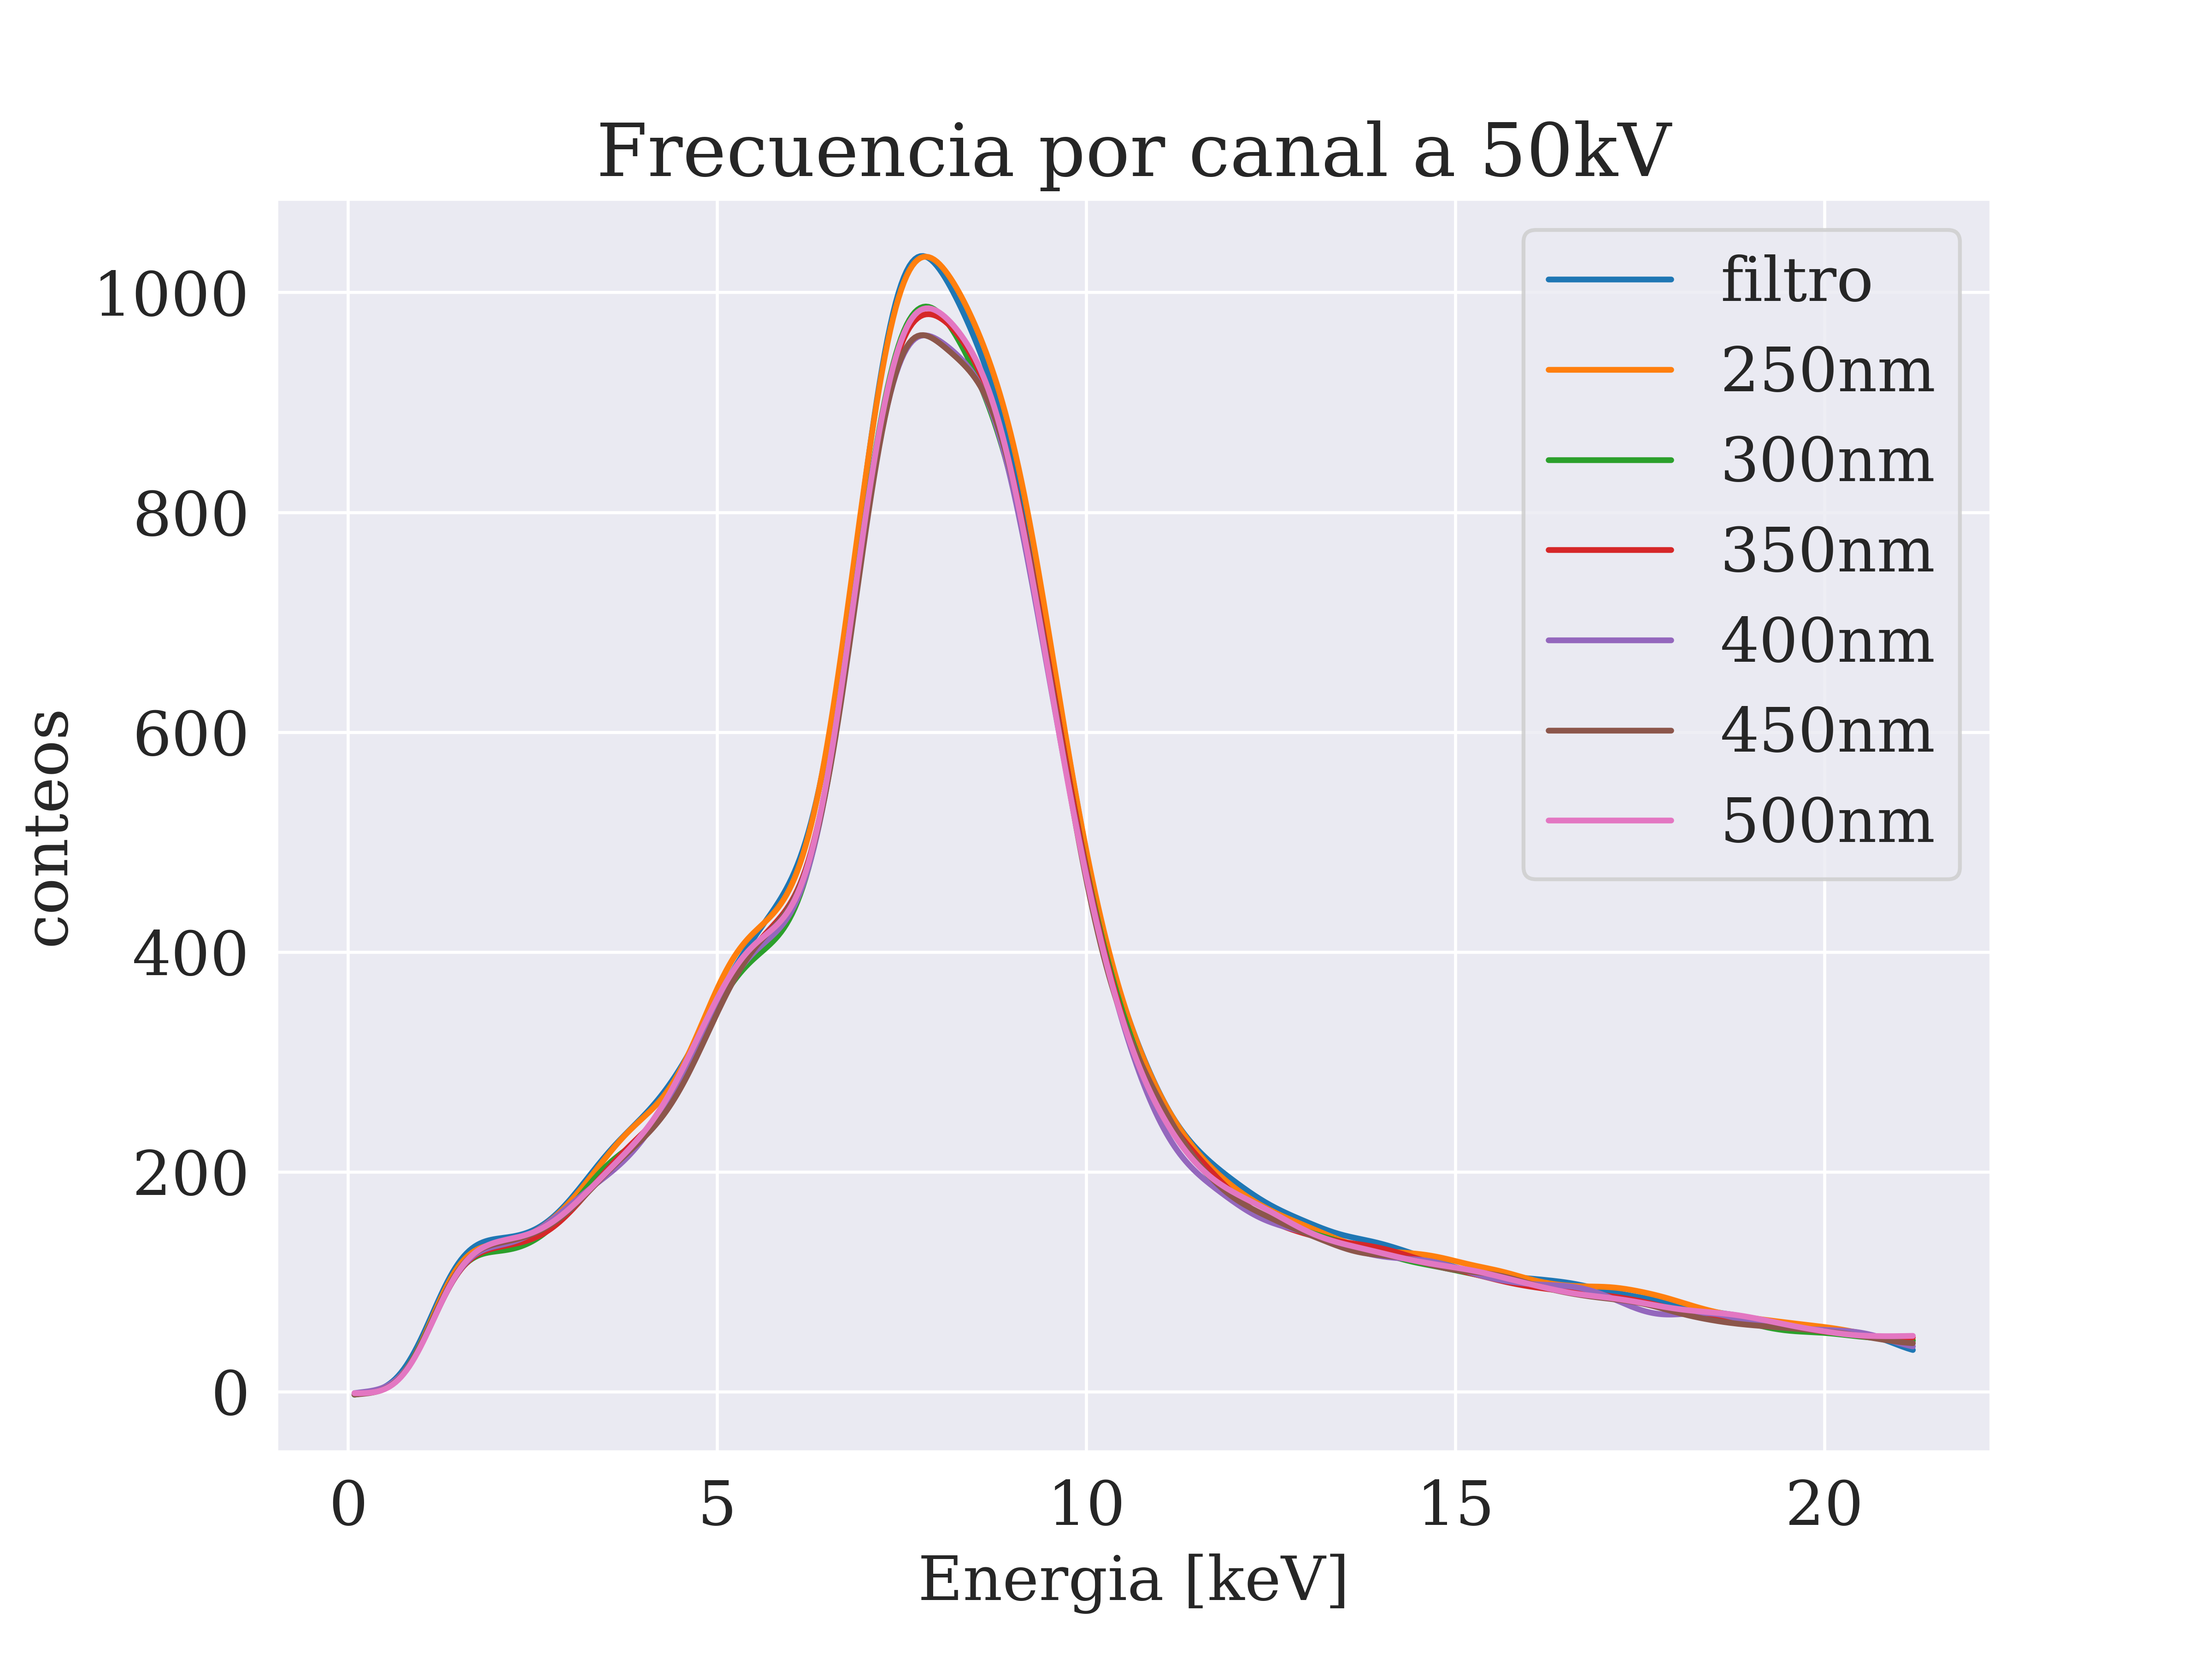 Frecuencia por canal a 50kV
conteos
1000
800
600
400
200
0
0 5 10 15 20
Energia [keV]
filtro
250nm
300nm
350nm
400nm
450nm
500nm